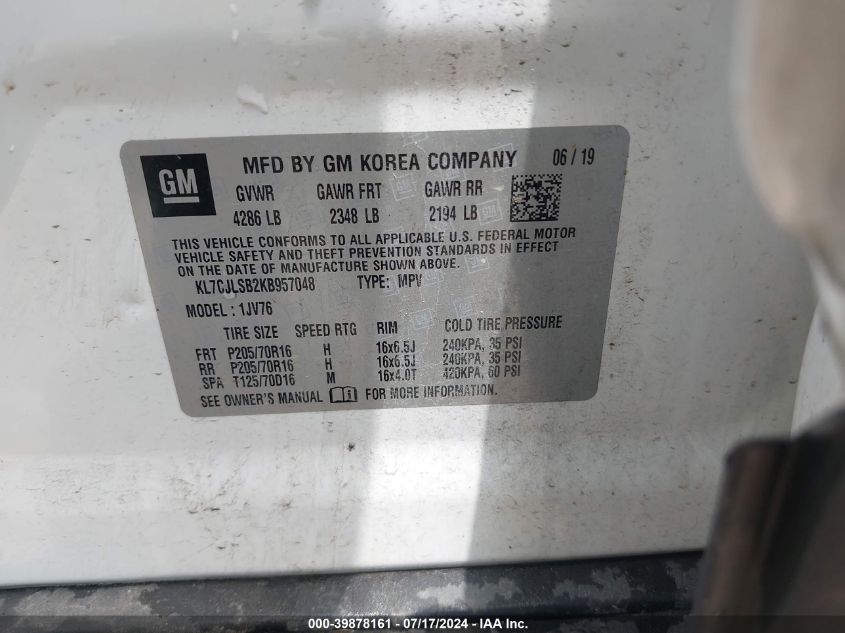 GM
MFD BY GM KOREA COMPANY 06/19
GVWR GAWR FRT GAWR RR
4286 LB 2348 LB 2194 LB
THIS VEHICLE CONFORMS TO ALL APPLICABLE U.S. FEDERAL MOTOR
VEHICLE SAFETY AND THEFT PREVENTION STANDARDS IN EFFECT
ON THE DATE OF MANUFACTURE SHOWN ABOVE.
KL7CJLSB2KB957048 TYPE: MPV
MODEL : 1JV76
TIRE SIZE SPEED RTG RIM COLD TIRE PRESSURE
FRT P205/70R16 H 16x6.5J 240KPA, 35 PSI
RR P205/70R16 H 16x6.5J 240KPA, 35 PSI
SPA T125/70D16 M 16x4.0T 420KPA, 60 PSI
SEE OWNER'S MANUAL FOR MORE INFORMATION.
000-39878161 - 07/17/2024 - IAA Inc.